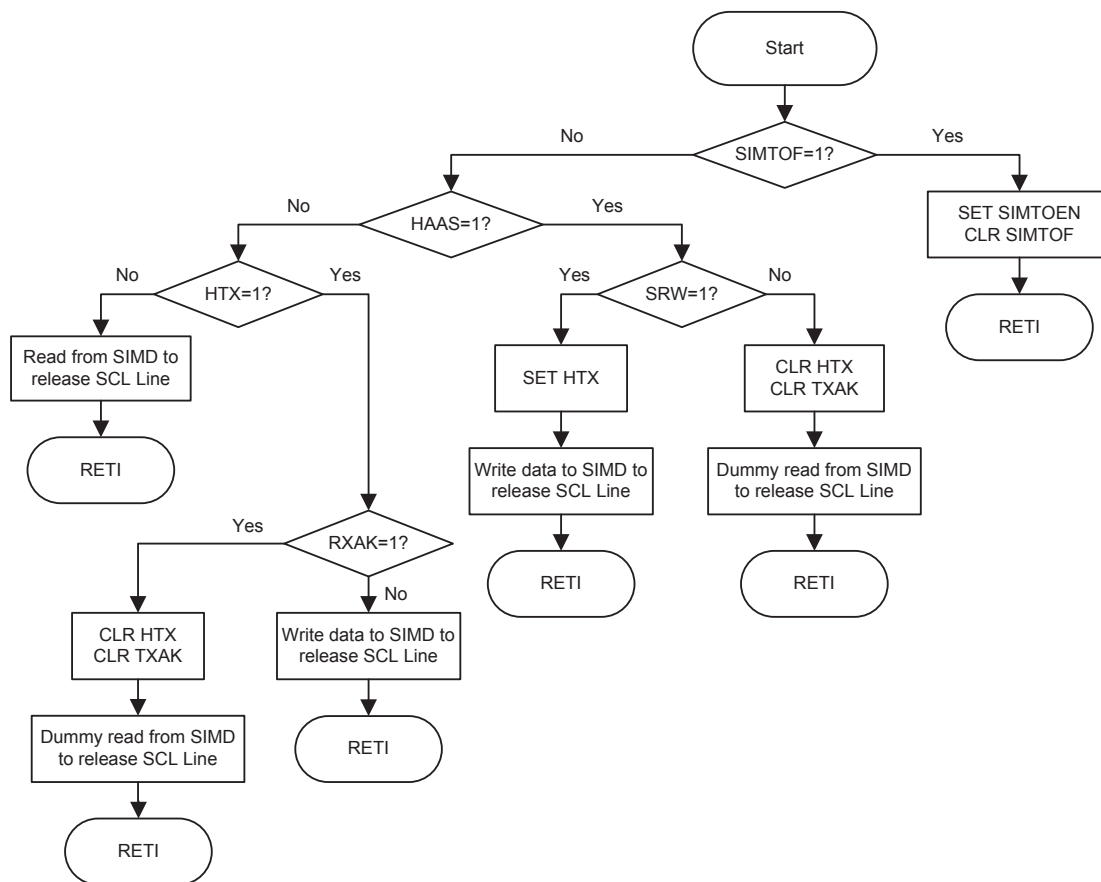 Start
No
Yes
SIMTOF=1?
No
Yes
HAAS=1?
SET SIMTOEN
CLR SIMTOF
No
Yes
HTX=1?
Yes
No
SRW=1?
RETI
Read from SIMD to
release SCL Line
SET HTX
CLR HTX
CLR TXAK
RETI
Write data to SIMD to
release SCL Line
Dummy read from SIMD
to release SCL Line
Yes
RXAK=1?
No
RETI
RETI
CLR HTX
CLR TXAK
Write data to SIMD to
release SCL Line
Dummy read from SIMD
to release SCL Line
RETI
RETI